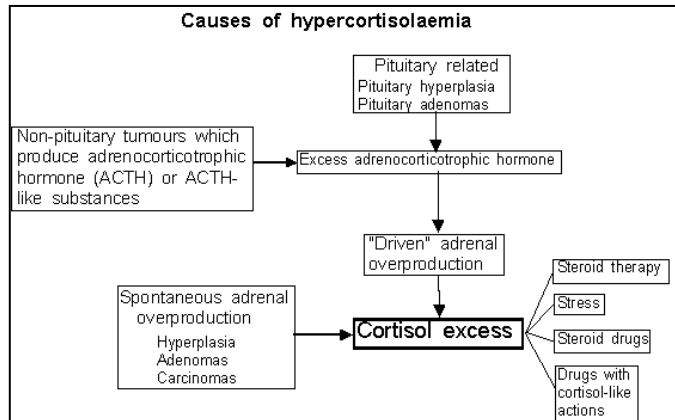 Causes of hypercortisolaemia
Pituitary related
Pituitary hyperplasia
Pituitary adenomas
Non-pituitary tumours which
produce adrenocorticotrophic
hormone (ACTH) or ACTH-
like substances
Excess adrenocorticotrophic hormone
"Driven" adrenal
overproduction
Spontaneous adrenal
overproduction
Hyperplasia
Adenomas
Carcinomas
Cortisol excess
Steroid therapy
Stress
Steroid drugs
Drugs with
cortisol-like
actions